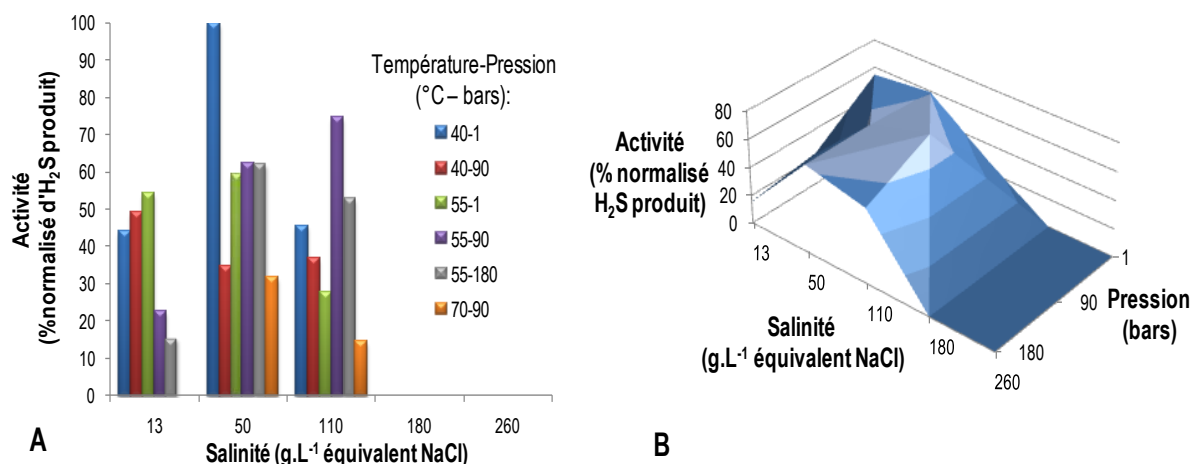 Activité
(%normalisé d'H2S produit)
100
90
80
70
60
50
40
30
20
10
0
13
50
110
180
260
Salinité (g.L-1 équivalent NaCl)
Température-Pression
(°C – bars):
40-1
40-90
55-1
55-90
55-180
70-90
A
Activité
(% normalisé
H2S produit)
80
60
40
20
0
13
50
110
180
260
Salinité
(g.L-1 équivalent NaCl)
1
90
180
Pression
(bars)
B